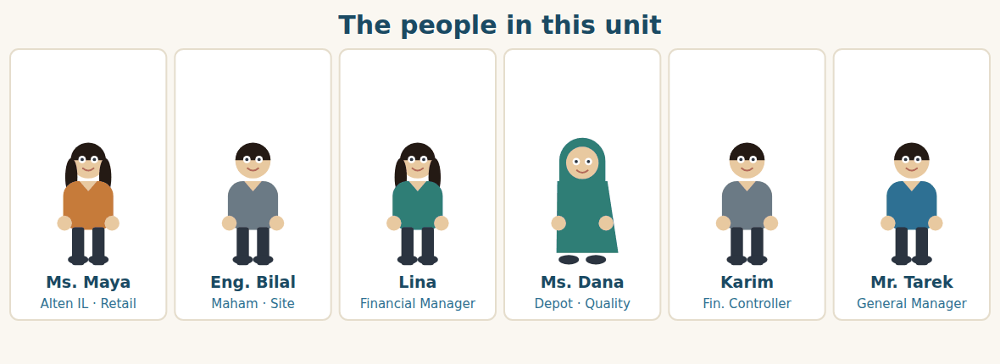 The people in this unit
Ms. Maya
Alten IL · Retail
Eng. Bilal
Maham · Site
Lina
Financial Manager
Ms. Dana
Depot · Quality
Karim
Fin. Controller
Mr. Tarek
General Manager